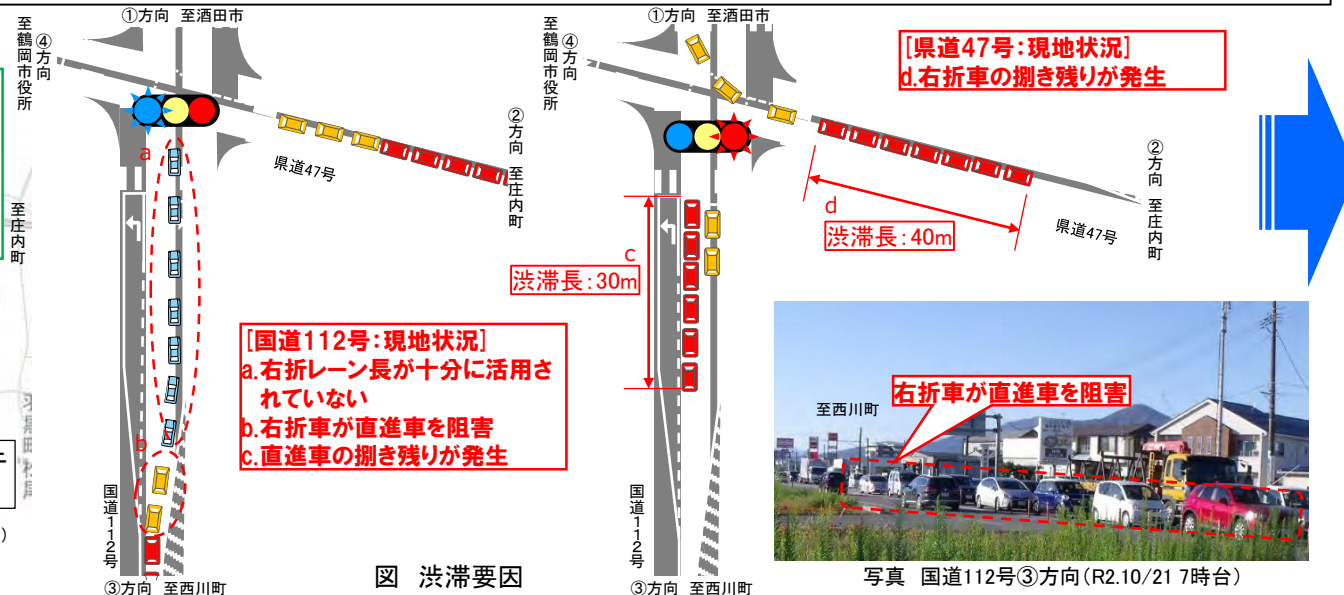 ①方向 至酒田市
④方向
至鶴岡市役所
a
県道47号
②方向 至庄内町
至庄内町
[国道112号:現地状況]
a.右折レーン長が十分に活用さ
れていない
b.右折車が直進車を阻害
c.直進車の捌き残りが発生
b
国道112号
③方向 至西川町
①方向 至酒田市
④方向
至鶴岡市役所
[県道47号:現地状況]
d.右折車の捌き残りが発生
d
渋滞長:40m
県道47号
②方向 至庄内町
c
渋滞長:30m
国道112号
③方向 至西川町
図 渋滞要因
右折車が直進車を阻害
至西川町
写真 国道112号③方向(R2.10/21 7時台)